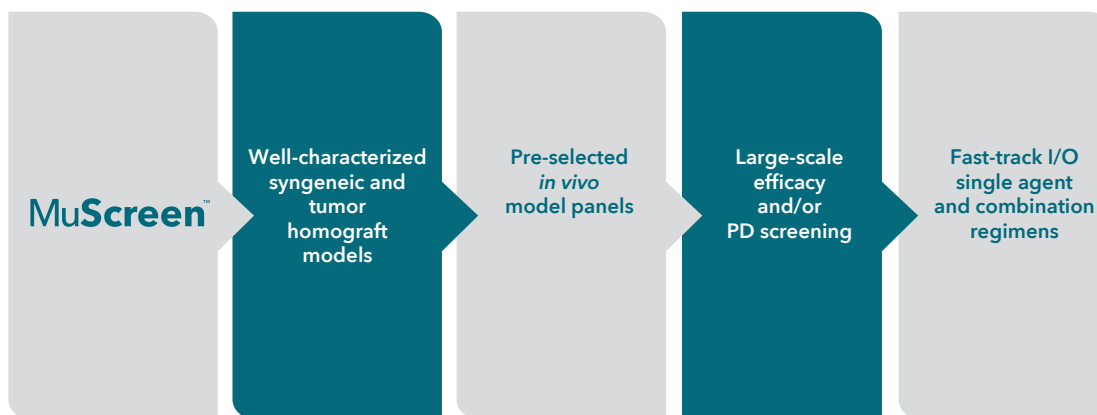 MuScreen™
Well-characterized
syngeneic and
tumor
homograft
models
Pre-selected
in vivo
model panels
Large-scale
efficacy
and/or
PD screening
Fast-track I/O
single agent
and combination
regimens